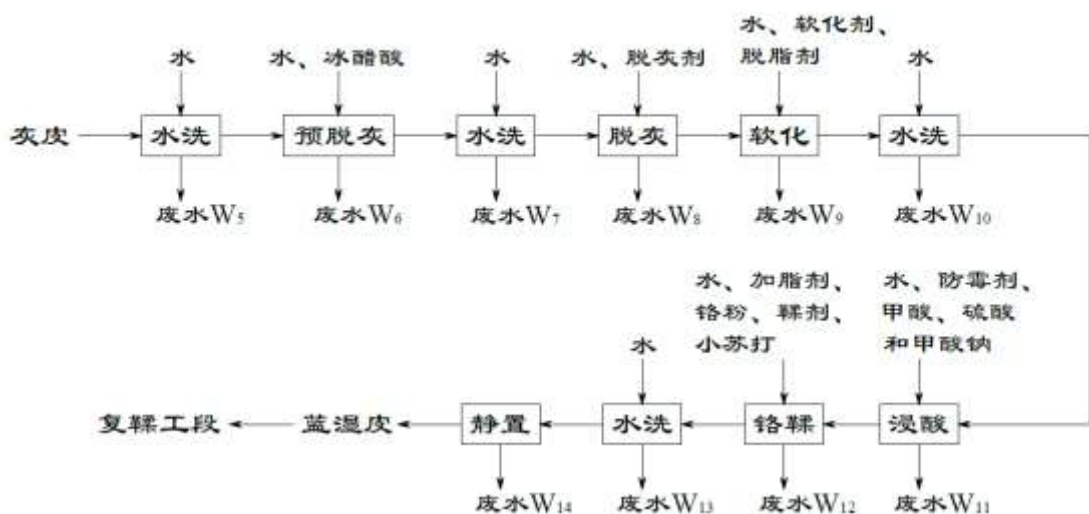 水
水、冰醋酸
水
水、脱灰剂
水、软化剂、
脱脂剂
水
灰皮
水洗
预脱灰
水洗
脱灰
软化
水洗
废水W₅
废水W₆
废水W₇
废水W₈
废水W₉
废水W₁₀
水
水、加脂剂、
铬粉、鞣剂、
小苏打
水、防霉剂、
甲酸、硫酸
和甲酸钠
复鞣工段
蓝湿皮
静置
水洗
铬鞣
浸酸
废水W₁₄
废水W₁₃
废水W₁₂
废水W₁₁